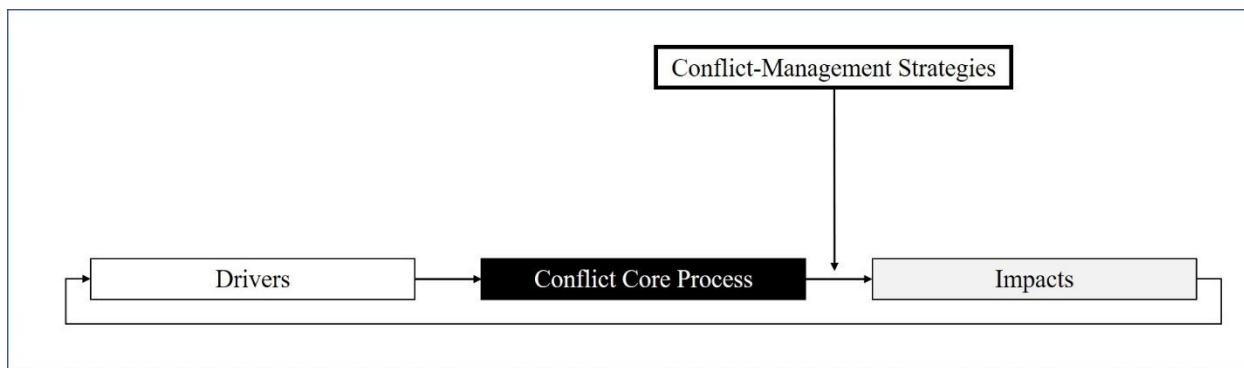 Conflict-Management Strategies
Drivers
Conflict Core Process
Impacts